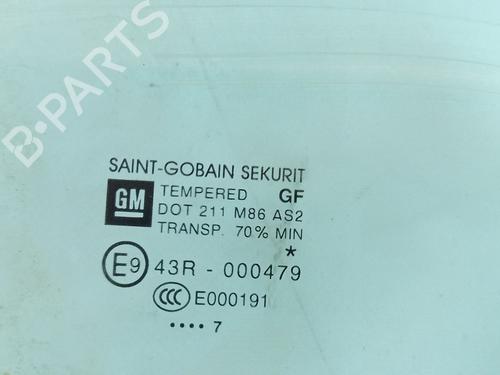 B-PARTS
SAINT-GOBAIN SEKURIT
GM TEMPERED GF
DOT 211 M86 AS2
TRANSP. 70% MIN
*
E9 43R - 000479
CCC E000191
•••• 7